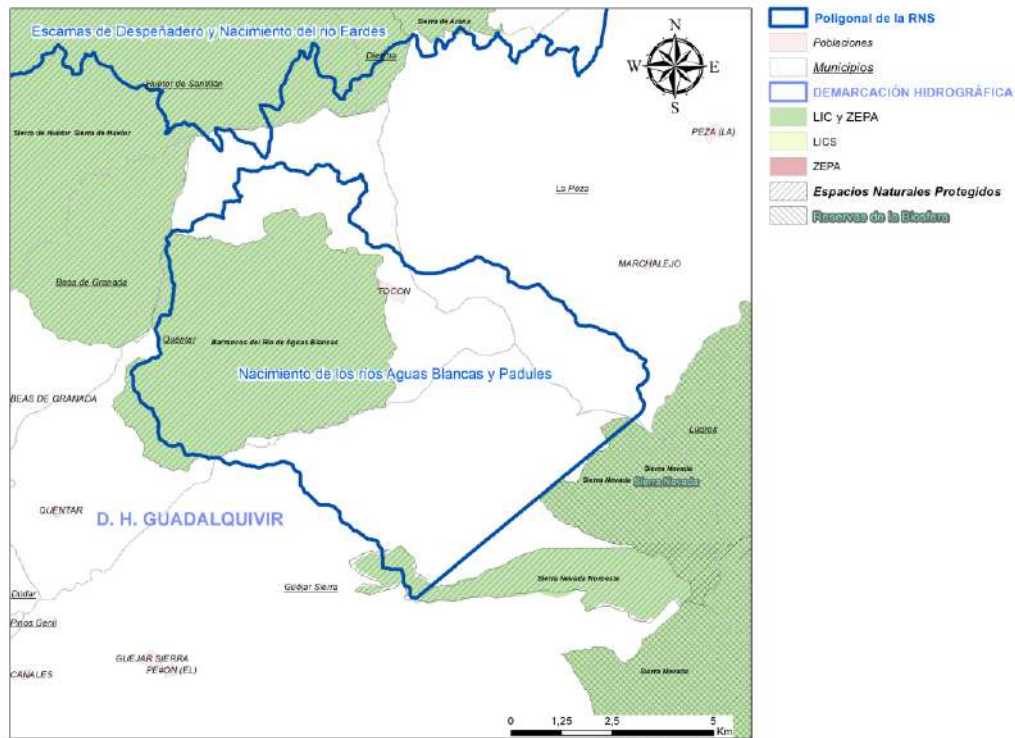 Escamas de Despeñadero y Nacimiento del río Fardes
Sierra de Arana
Diezma
Huétor de Santillán
Sierra de Huétor Sierra de Huétor
N
W E
S
PEZA (LA)
La Peza
MARCHALEJO
Beas de Granada
TOCON
Quéntar
Barrancos del Río de Aguas Blancas
Nacimiento de los ríos Aguas Blancas y Padules
BEAS DE GRANADA
Lugros
Sierra Nevada
Sierra Nevada Sierra Nevada
QUENTAR
D. H. GUADALQUIVIR
Sierra Nevada Noroeste
Güéjar Sierra
Dúdar
Pinos Genil
GUEJAR SIERRA
PE#ON (EL)
CANALES
Sierra Nevada
0 1,25 2,5 5
Km
Poligonal de la RNS
Poblaciones
Municipios
DEMARCACIÓN HIDROGRÁFICA
LIC y ZEPA
LICS
ZEPA
Espacios Naturales Protegidos
Reservas de la Biosfera